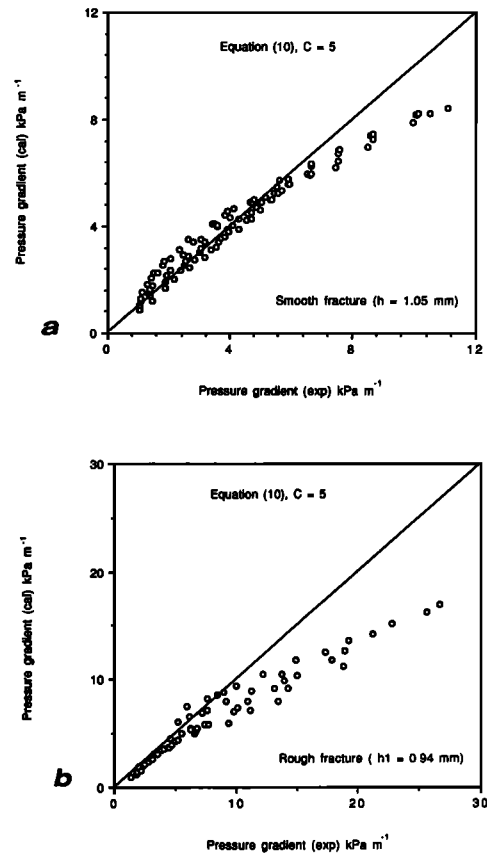 12
Equation (10), C = 5
8
Pressure gradient (cal) kPa m⁻¹
4
Smooth fracture (h = 1.05 mm)
a
0
0 4 8 12
Pressure gradient (exp) kPa m⁻¹
30
Equation (10), C = 5
20
Pressure gradient (cal) kPa m⁻¹
10
Rough fracture ( h1 = 0 94 mm)
b
0
0 10 20 30
Pressure gradient (exp) kPa m⁻¹